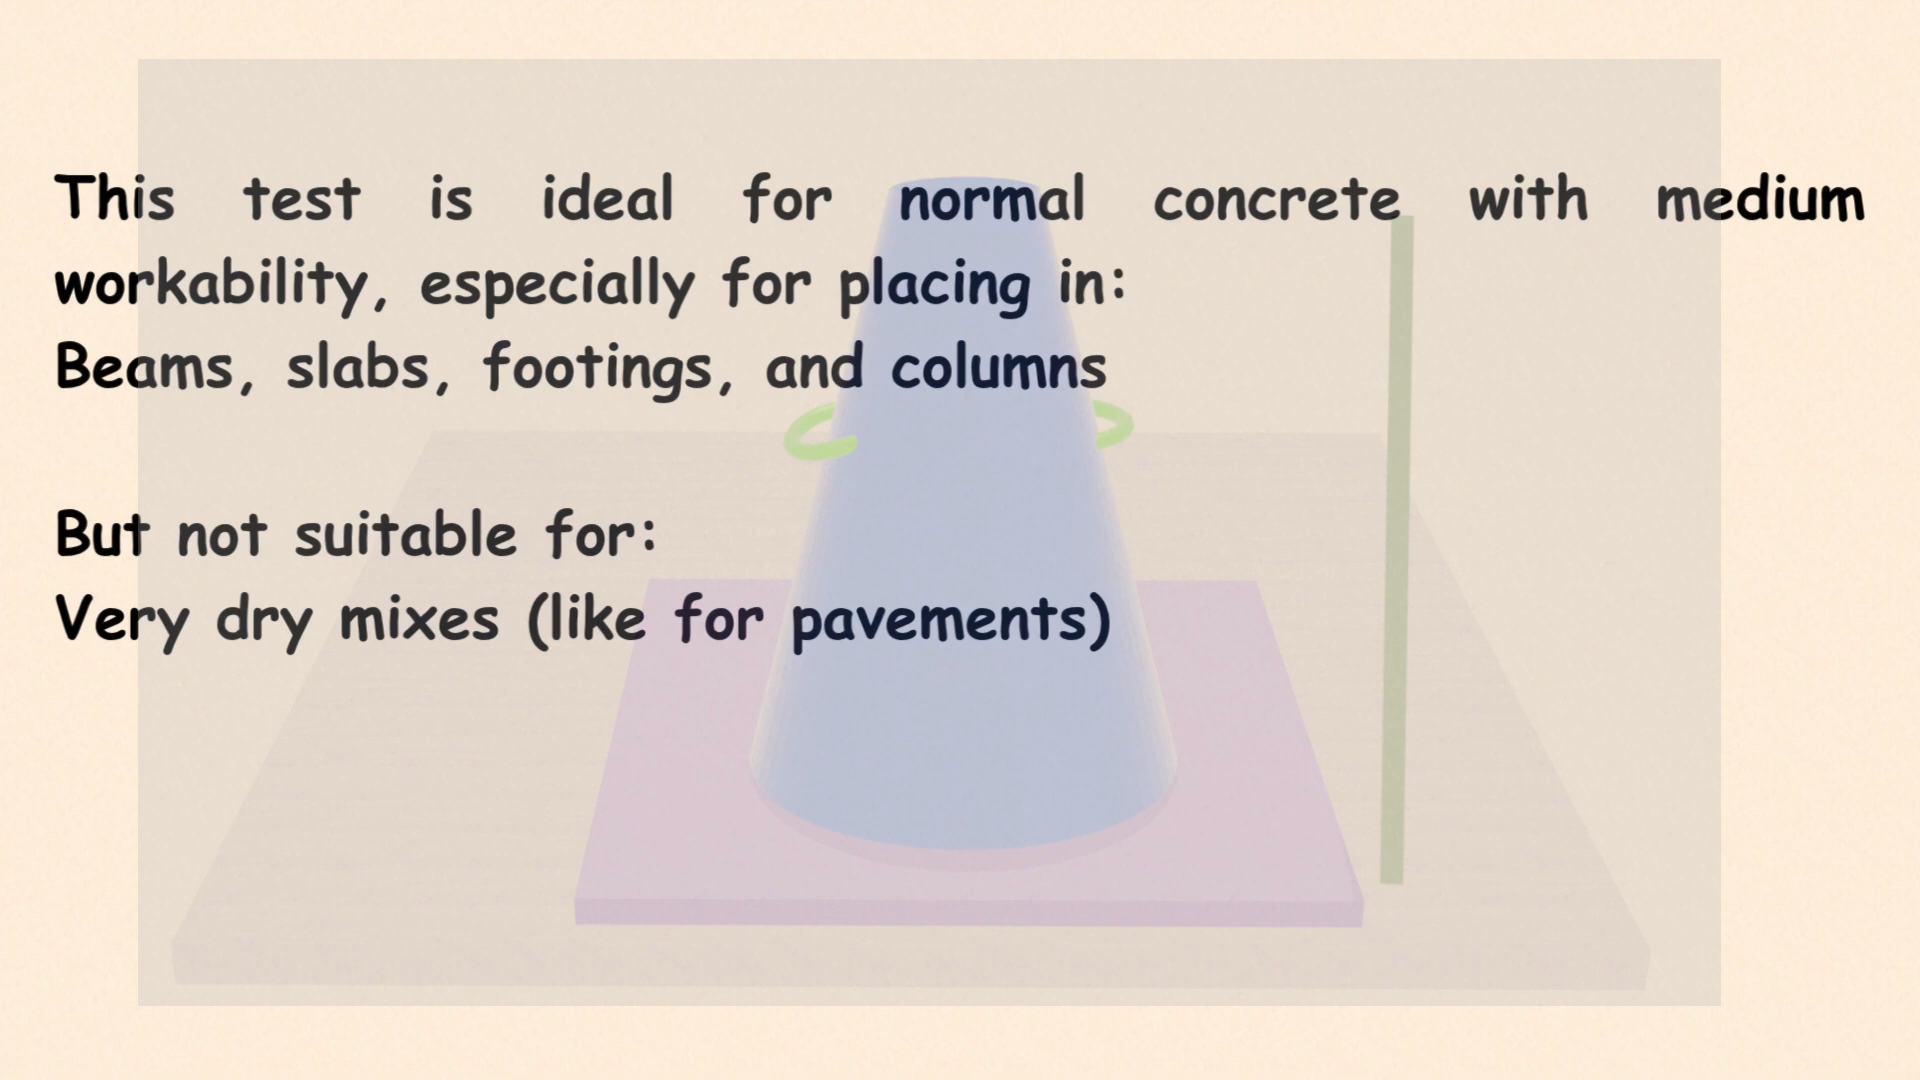 This test is ideal for normal concrete with medium
workability, especially for placing in:
Beams, slabs, footings, and columns
But not suitable for:
Very dry mixes (like for pavements)